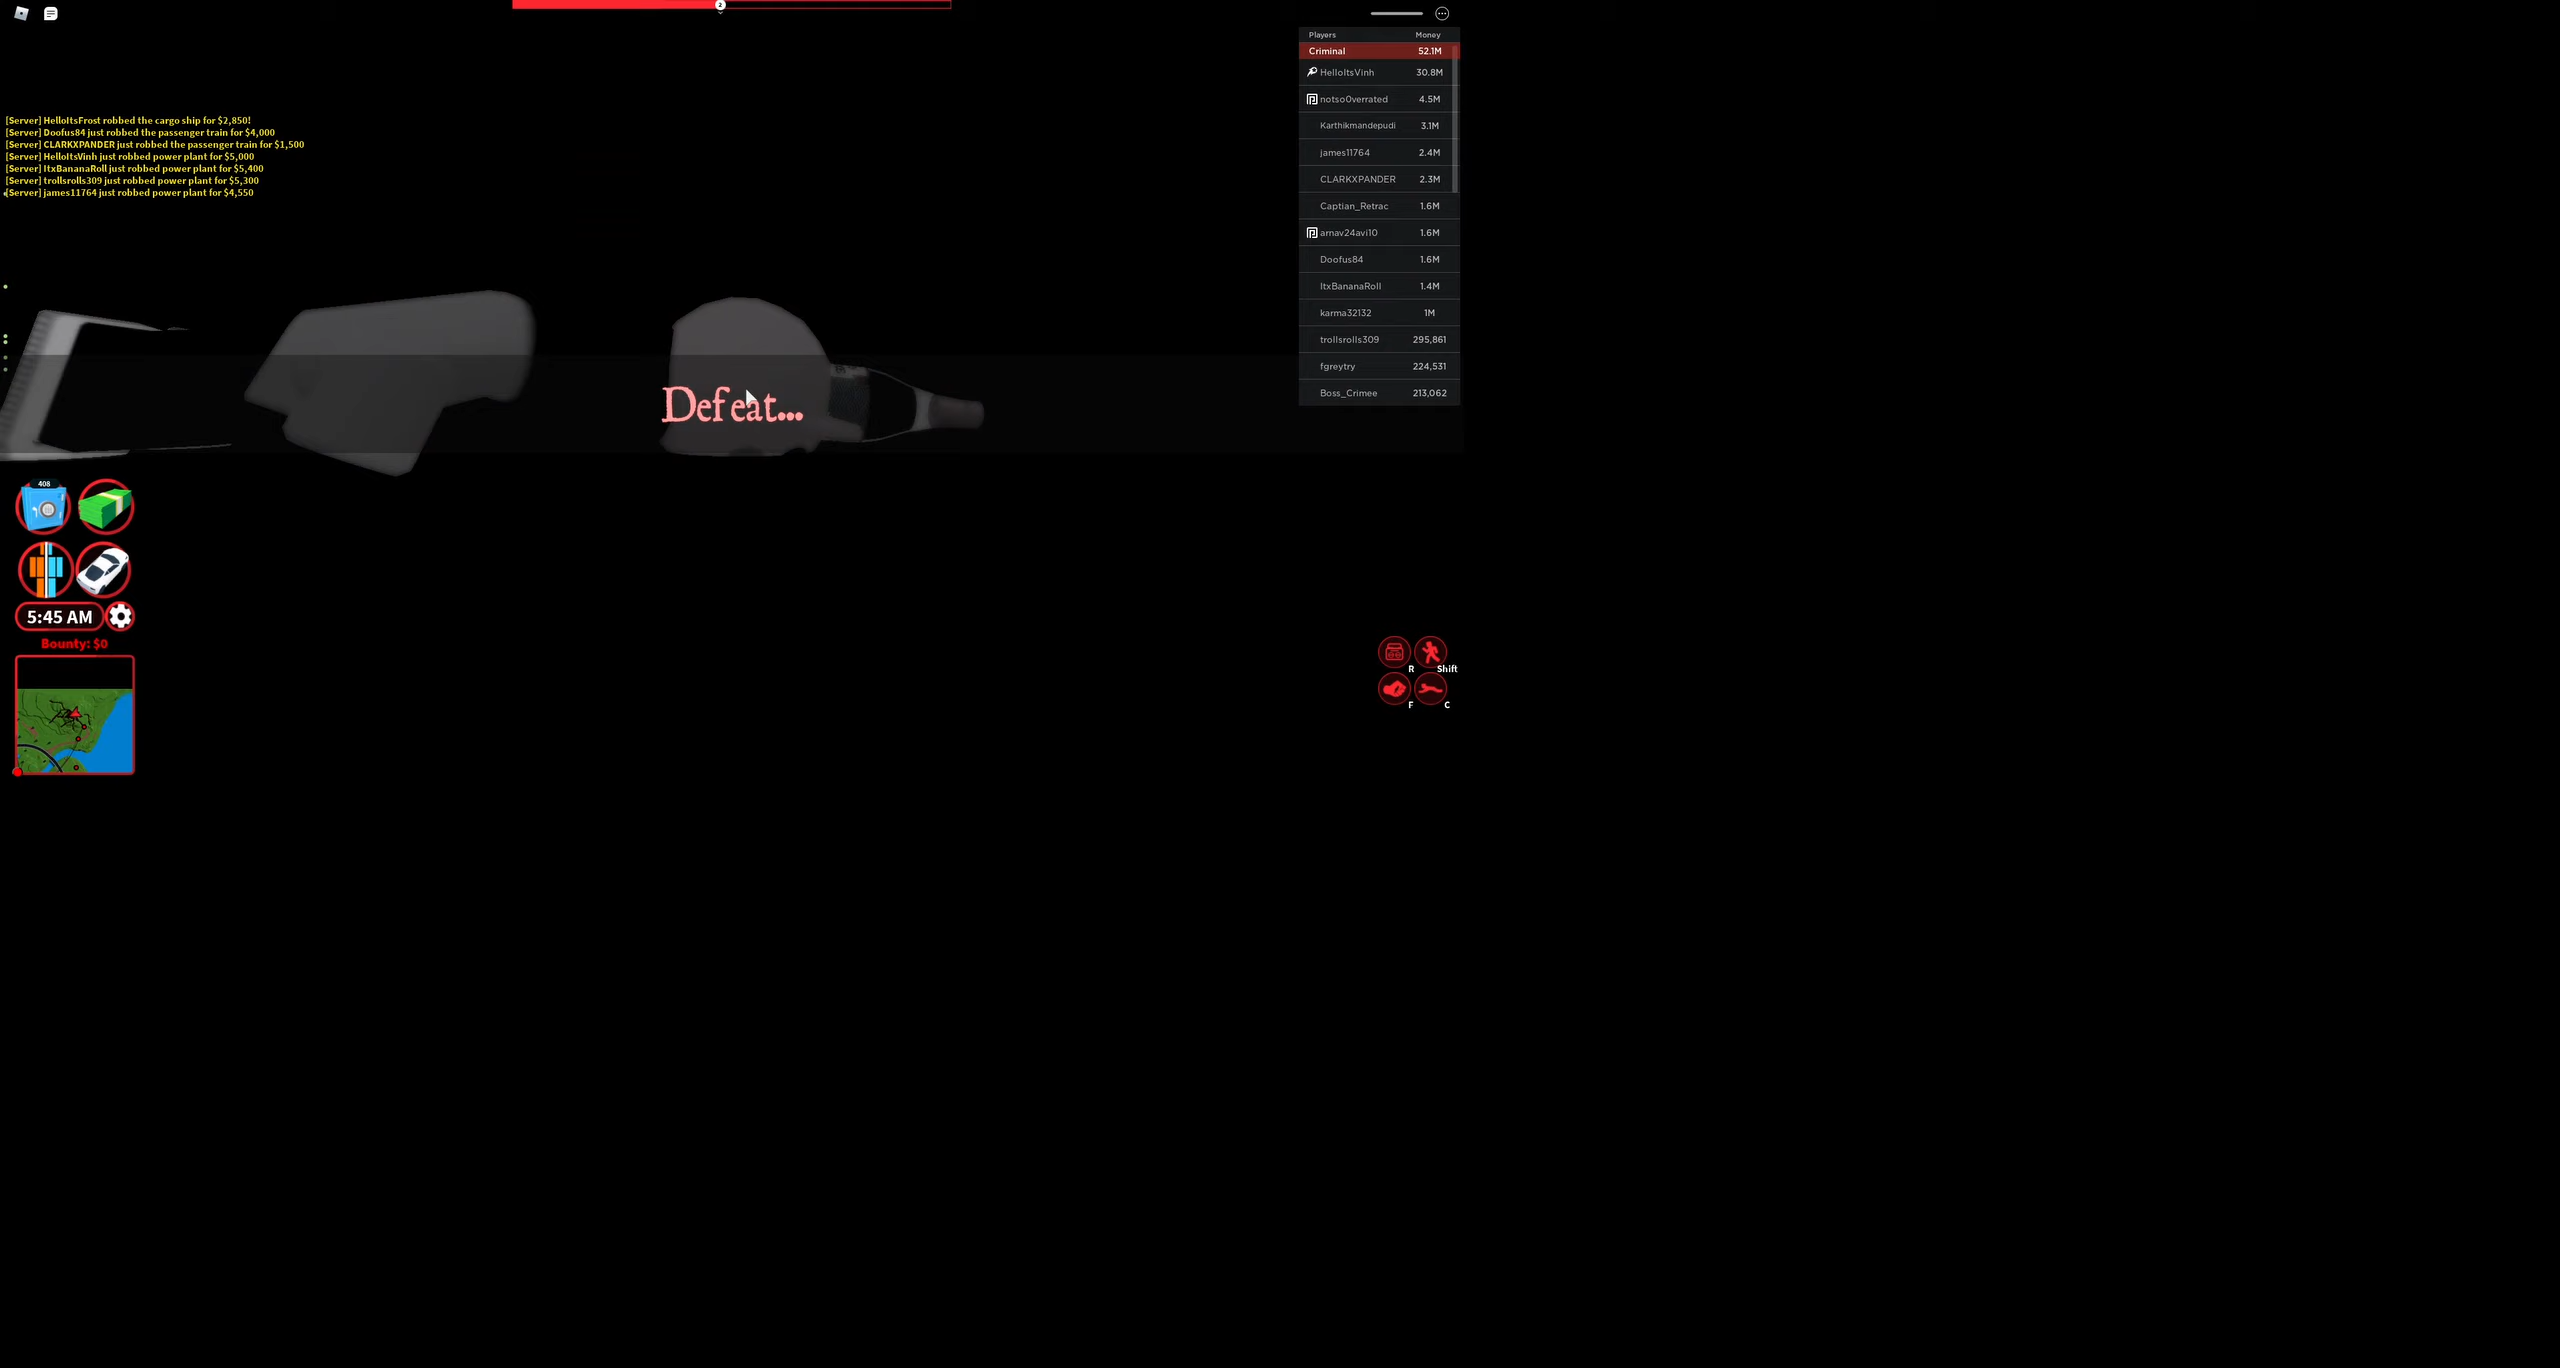 2
Players Money
Criminal 52.1M
HelloItsVinh 30.8M
notso0verrated 4.5M
Karthikmandepudi 3.1M
james11764 2.4M
CLARKXPANDER 2.3M
Captian_Retrac 1.6M
arnav24avi10 1.6M
Doofus84 1.6M
ItxBananaRoll 1.4M
karma32132 1M
trollsrolls309 295,861
fgreytry 224,531
Boss_Crimee 213,062
[Server] HelloItsFrost robbed the cargo ship for $2,850!
[Server] Doofus84 just robbed the passenger train for $4,000
[Server] CLARKXPANDER just robbed the passenger train for $1,500
[Server] HelloItsVinh just robbed power plant for $5,000
[Server] ItxBananaRoll just robbed power plant for $5,400
[Server] trollsrolls309 just robbed power plant for $5,300
[Server] james11764 just robbed power plant for $4,550
Defeat...
408
5:45 AM
Bounty: $0
R Shift
F C